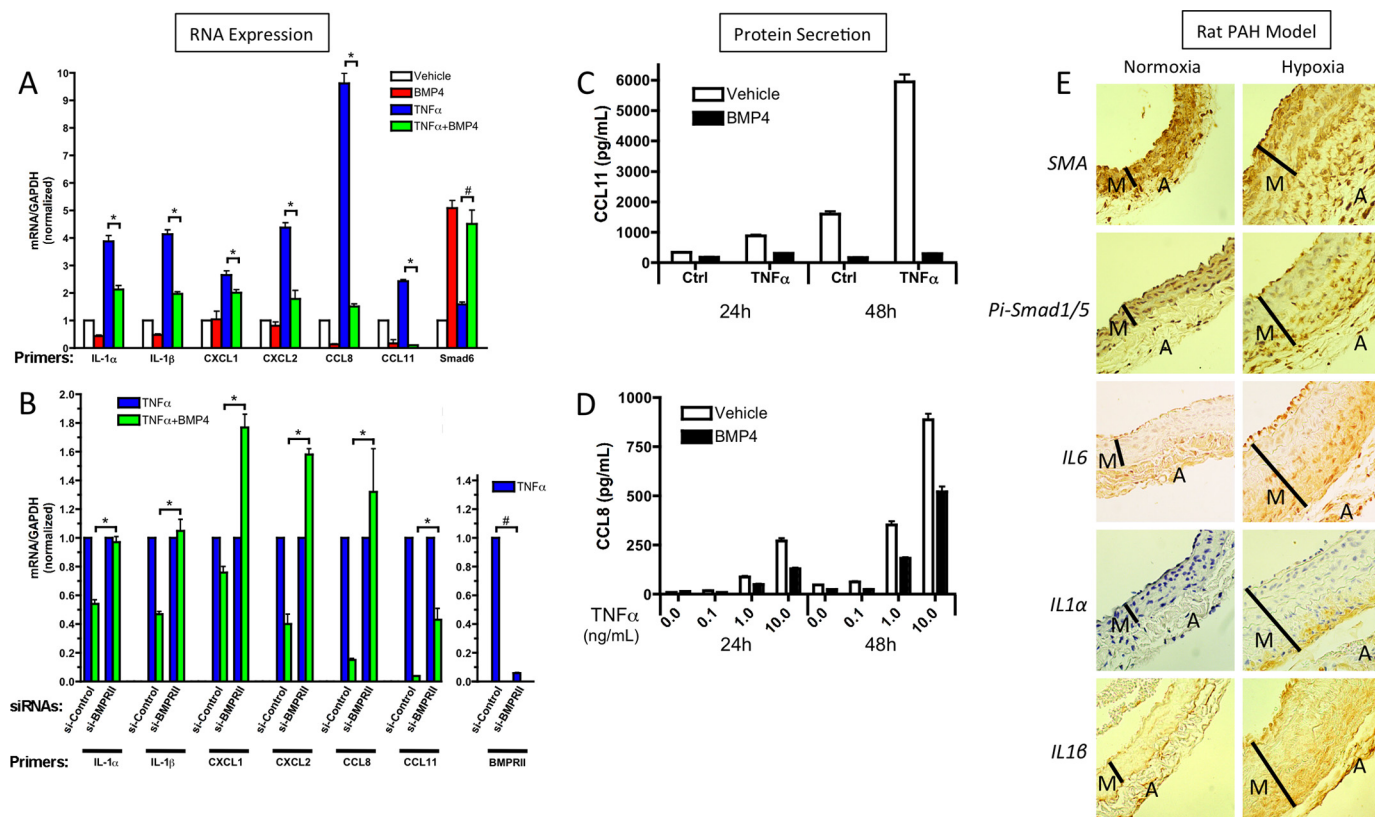 RNA Expression
Protein Secretion
Rat PAH Model
A
10
9
8
7
6
5
4
3
2
1
0
mRNA/GAPDH
(normalized)
Vehicle
BMP4
TNFα
TNFα+BMP4
*
*
*
*
*
*
#
Primers:
IL-1α
IL-1β
CXCL1
CXCL2
CCL8
CCL11
Smad6
B
2.0
1.8
1.6
1.4
1.2
1.0
0.8
0.6
0.4
0.2
0.0
mRNA/GAPDH
(normalized)
TNFα
TNFα+BMP4
*
*
*
*
*
*
1.4
1.2
1.0
0.8
0.6
0.4
0.2
0.0
TNFα
#
siRNAs:
si-Control
si-BMPRII
si-Control
si-BMPRII
si-Control
si-BMPRII
si-Control
si-BMPRII
si-Control
si-BMPRII
si-Control
si-BMPRII
si-Control
si-BMPRII
Primers:
IL-1α
IL-1β
CXCL1
CXCL2
CCL8
CCL11
BMPRII
C
6000
5000
4000
3000
2000
1000
0
CCL11 (pg/mL)
Vehicle
BMP4
Ctrl
TNFα
Ctrl
TNFα
24h
48h
D
1000
750
500
250
0
CCL8 (pg/mL)
Vehicle
BMP4
TNFα
(ng/mL)
0.0
0.1
1.0
10.0
0.0
0.1
1.0
10.0
24h
48h
E
Normoxia
Hypoxia
SMA
M
A
M
A
Pi-Smad1/5
M
A
M
A
IL6
M
A
M
A
IL1α
M
A
M
A
IL1β
M
A
M
A